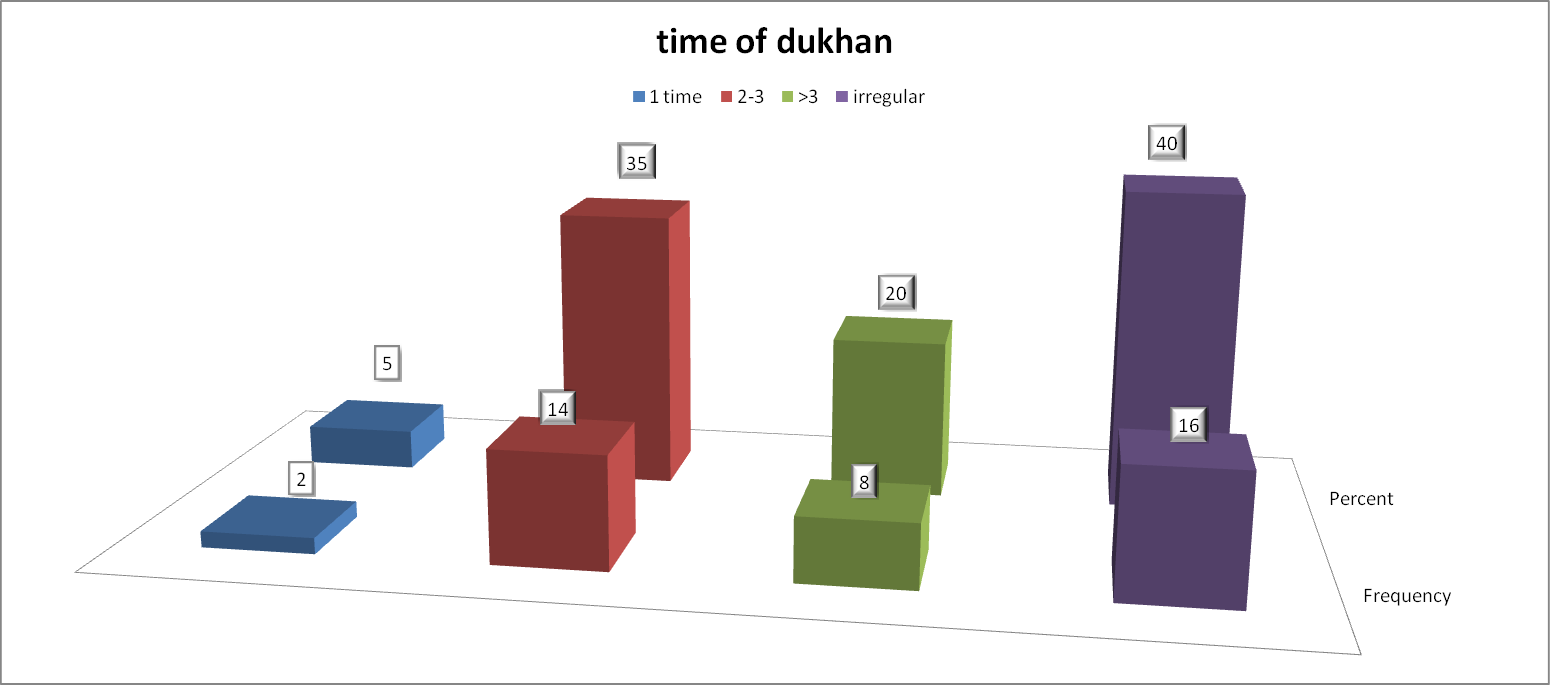 time of dukhan
1 time 2-3 >3 irregular
40
35
20
5
14
16
2
8
Percent
Frequency